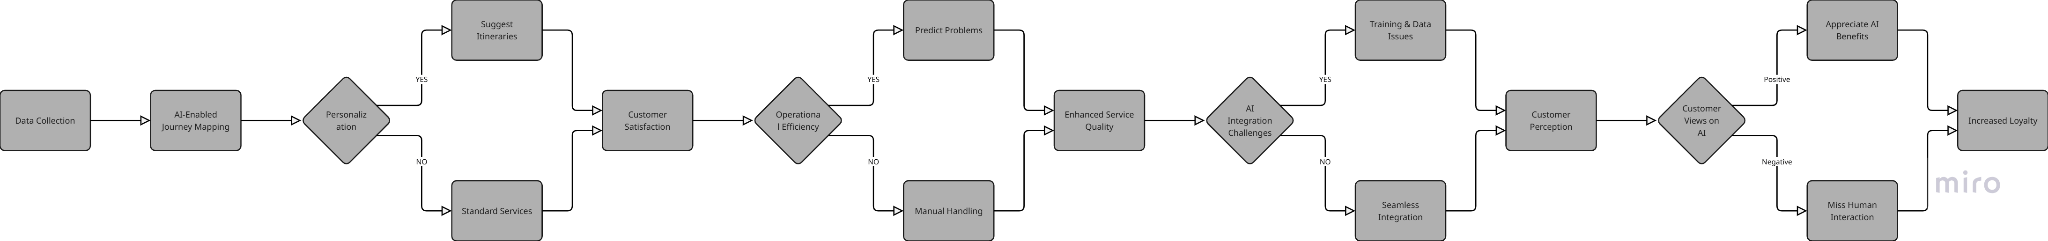 Data Collection
AI-Enabled
Journey Mapping
Personaliz
ation
YES
NO
Suggest
Itineraries
Standard Services
Customer
Satisfaction
Operationa
l Efficiency
YES
NO
Predict Problems
Manual Handling
Enhanced Service
Quality
AI
Integration
Challenges
YES
NO
Training & Data
Issues
Seamless
Integration
Customer
Perception
Customer
Views on
AI
Positive
Negative
Appreciate AI
Benefits
Miss Human
Interaction
Increased Loyalty
miro